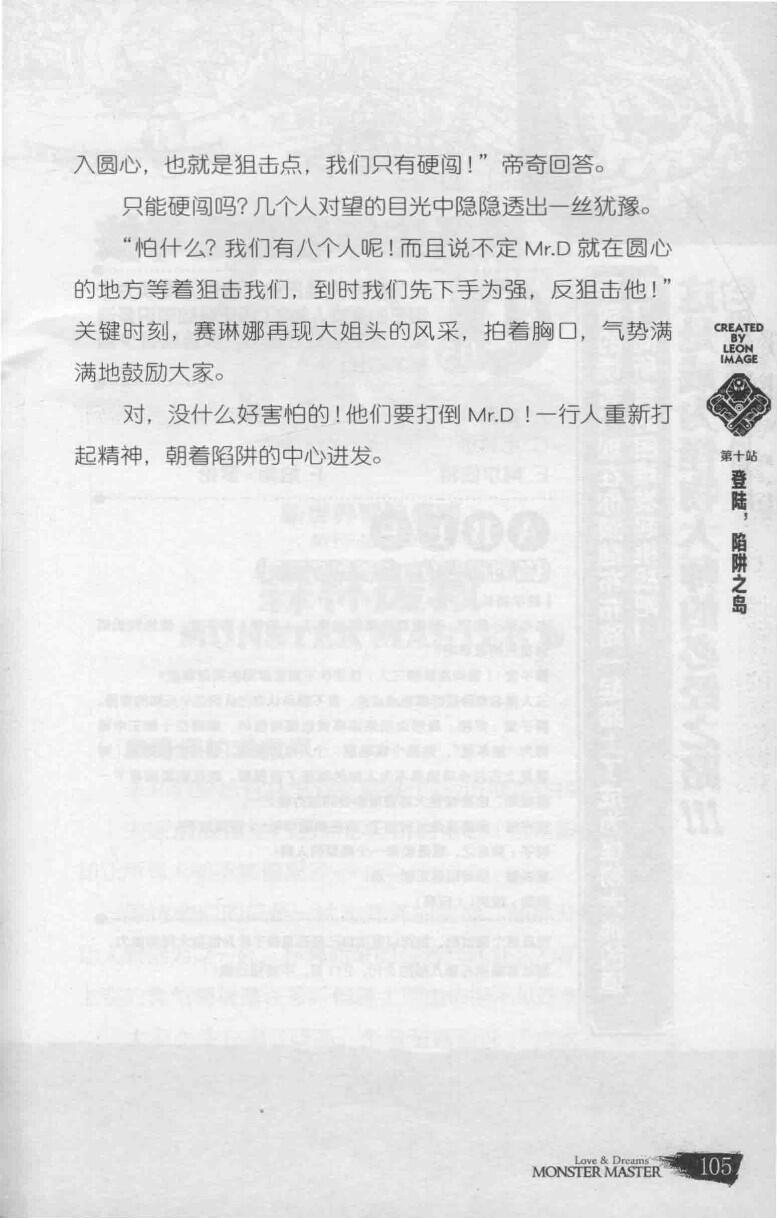 入圆心，也就是狙击点，我们只有硬闯！”帝奇回答。
只能硬闯吗？几个人对望的目光中隐隐透出一丝犹豫。
“怕什么？我们有八个人呢！而且说不定 Mr.D 就在圆心
的地方等着狙击我们，到时我们先下手为强，反狙击他！”
关键时刻，赛琳娜再现大姐头的风采，拍着胸口，气势满
满地鼓励大家。
对，没什么好害怕的！他们要打倒 Mr.D ！一行人重新打
起精神，朝着陷阱的中心进发。
CREATED
BY
LEON
IMAGE
第十站
登陆，陷阱之岛
Love & Dreams
MONSTER MASTER
105